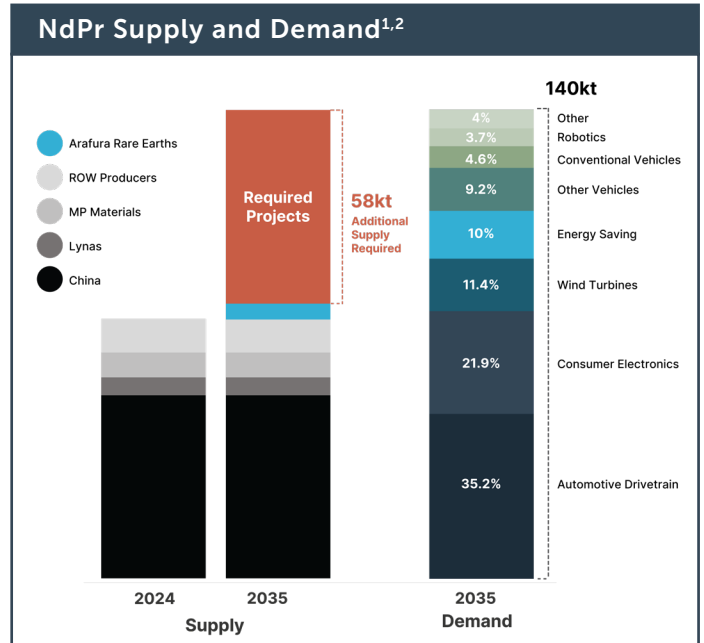 NdPr Supply and Demand1,2
140kt
Arafura Rare Earths
ROW Producers
MP Materials
Lynas
China
Required
Projects
58kt
Additional
Supply
Required
4%
Other
3.7%
Robotics
4.6%
Conventional Vehicles
9.2%
Other Vehicles
10%
Energy Saving
11.4%
Wind Turbines
21.9%
Consumer Electronics
35.2%
Automotive Drivetrain
2024
2035
Supply
2035
Demand